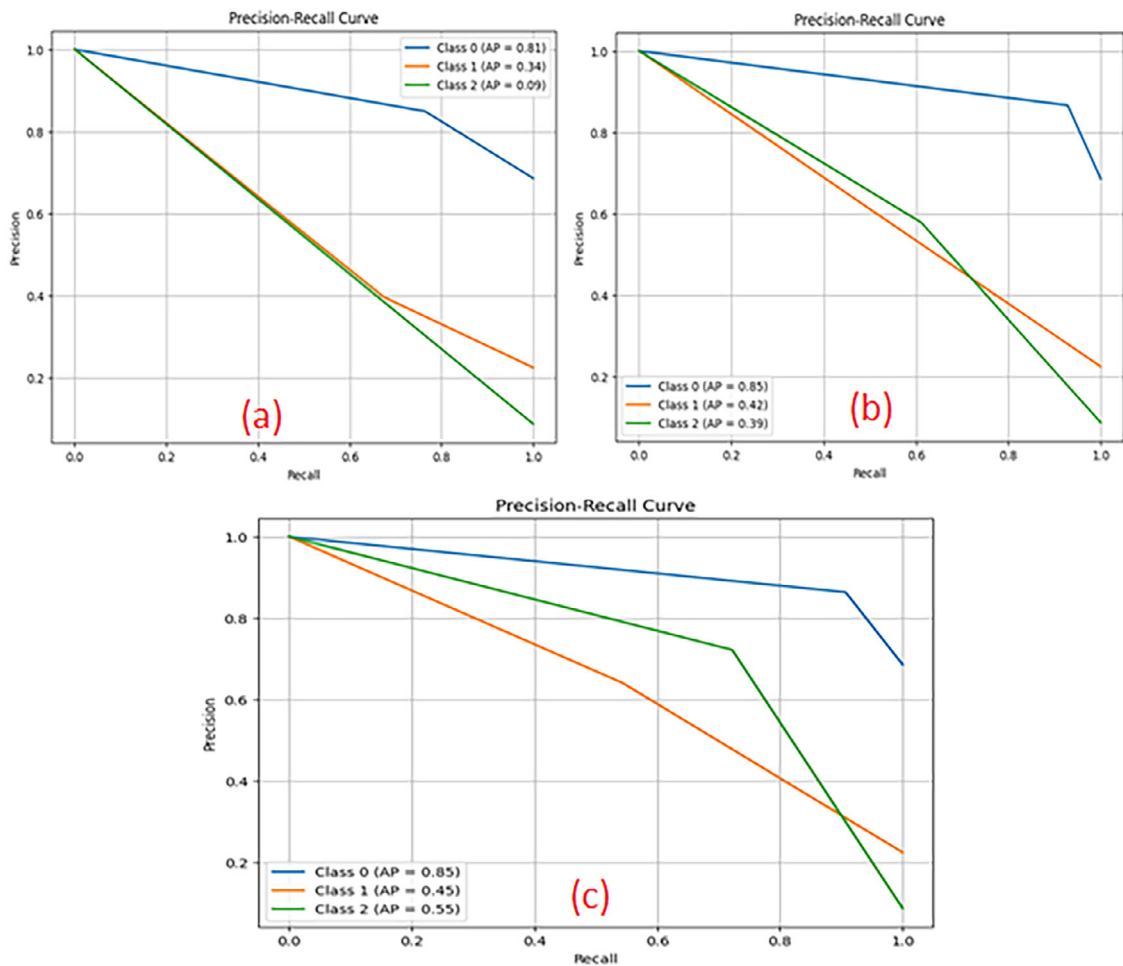 Precision-Recall Curve
1.0
0.8
0.6
0.4
0.2
Precision
Class 0 (AP = 0.81)
Class 1 (AP = 0.34)
Class 2 (AP = 0.09)
(a)
0.0 0.2 0.4 0.6 0.8 1.0
Recall
Precision-Recall Curve
1.0
0.8
0.6
0.4
0.2
Precision
Class 0 (AP = 0.85)
Class 1 (AP = 0.42)
Class 2 (AP = 0.39)
(b)
0.0 0.2 0.4 0.6 0.8 1.0
Recall
Precision-Recall Curve
1.0
0.8
0.6
0.4
0.2
Precision
Class 0 (AP = 0.85)
Class 1 (AP = 0.45)
Class 2 (AP = 0.55)
(c)
0.0 0.2 0.4 0.6 0.8 1.0
Recall